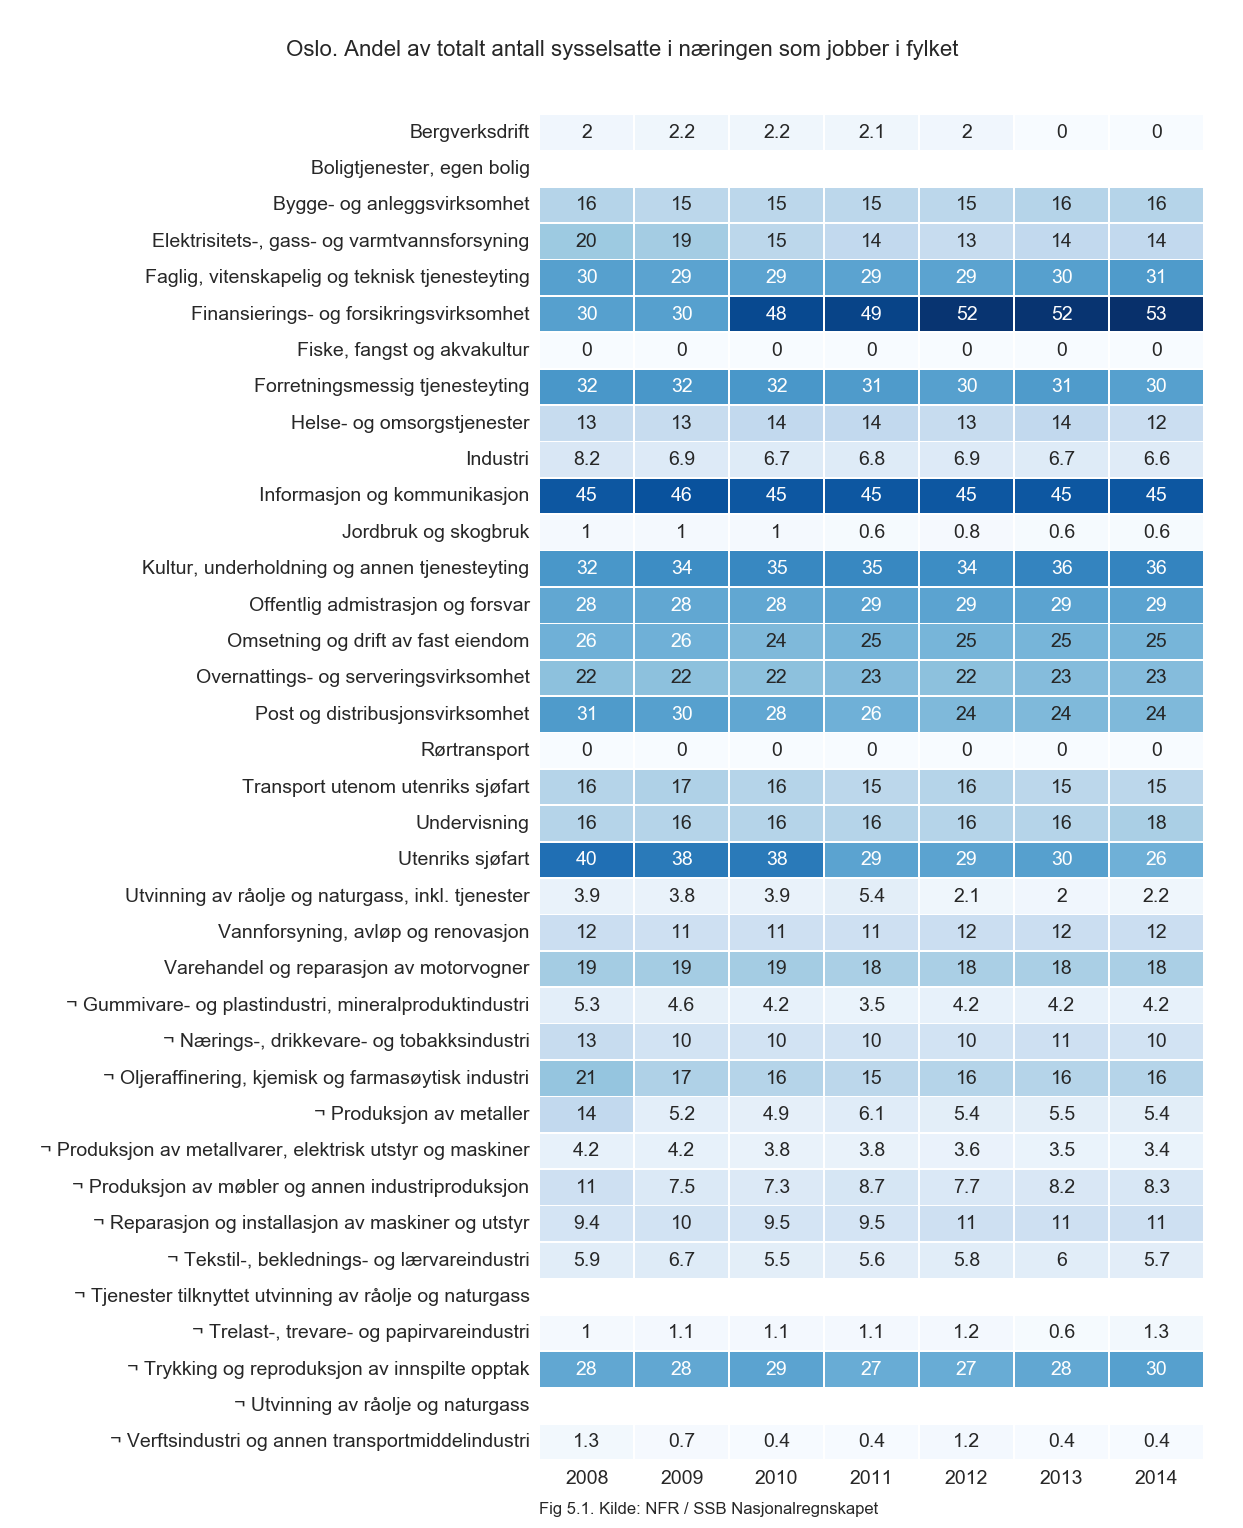 Oslo. Andel av totalt antall sysselsatte i næringen som jobber i fylket
Bergverksdrift 2 2.2 2.2 2.1 2 0 0
Boligtjenester, egen bolig
Bygge- og anleggsvirksomhet 16 15 15 15 15 16 16
Elektrisitets-, gass- og varmtvannsforsyning 20 19 15 14 13 14 14
Faglig, vitenskapelig og teknisk tjenesteyting 30 29 29 29 29 30 31
Finansierings- og forsikringsvirksomhet 30 30 48 49 52 52 53
Fiske, fangst og akvakultur 0 0 0 0 0 0 0
Forretningsmessig tjenesteyting 32 32 32 31 30 31 30
Helse- og omsorgstjenester 13 13 14 14 13 14 12
Industri 8.2 6.9 6.7 6.8 6.9 6.7 6.6
Informasjon og kommunikasjon 45 46 45 45 45 45 45
Jordbruk og skogbruk 1 1 1 0.6 0.8 0.6 0.6
Kultur, underholdning og annen tjenesteyting 32 34 35 35 34 36 36
Offentlig admistrasjon og forsvar 28 28 28 29 29 29 29
Omsetning og drift av fast eiendom 26 26 24 25 25 25 25
Overnattings- og serveringsvirksomhet 22 22 22 23 22 23 23
Post og distribusjonsvirksomhet 31 30 28 26 24 24 24
Rørtransport 0 0 0 0 0 0 0
Transport utenom utenriks sjøfart 16 17 16 15 16 15 15
Undervisning 16 16 16 16 16 16 18
Utenriks sjøfart 40 38 38 29 29 30 26
Utvinning av råolje og naturgass, inkl. tjenester 3.9 3.8 3.9 5.4 2.1 2 2.2
Vannforsyning, avløp og renovasjon 12 11 11 11 12 12 12
Varehandel og reparasjon av motorvogner 19 19 19 18 18 18 18
¬ Gummivare- og plastindustri, mineralproduktindustri 5.3 4.6 4.2 3.5 4.2 4.2 4.2
¬ Nærings-, drikkevare- og tobakksindustri 13 10 10 10 10 11 10
¬ Oljeraffinering, kjemisk og farmasøytisk industri 21 17 16 15 16 16 16
¬ Produksjon av metaller 14 5.2 4.9 6.1 5.4 5.5 5.4
¬ Produksjon av metallvarer, elektrisk utstyr og maskiner 4.2 4.2 3.8 3.8 3.6 3.5 3.4
¬ Produksjon av møbler og annen industriproduksjon 11 7.5 7.3 8.7 7.7 8.2 8.3
¬ Reparasjon og installasjon av maskiner og utstyr 9.4 10 9.5 9.5 11 11 11
¬ Tekstil-, beklednings- og lærvareindustri 5.9 6.7 5.5 5.6 5.8 6 5.7
¬ Tjenester tilknyttet utvinning av råolje og naturgass
¬ Trelast-, trevare- og papirvareindustri 1 1.1 1.1 1.1 1.2 0.6 1.3
¬ Trykking og reproduksjon av innspilte opptak 28 28 29 27 27 28 30
¬ Utvinning av råolje og naturgass
¬ Verftsindustri og annen transportmiddelindustri 1.3 0.7 0.4 0.4 1.2 0.4 0.4
2008 2009 2010 2011 2012 2013 2014
Fig 5.1. Kilde: NFR / SSB Nasjonalregnskapet